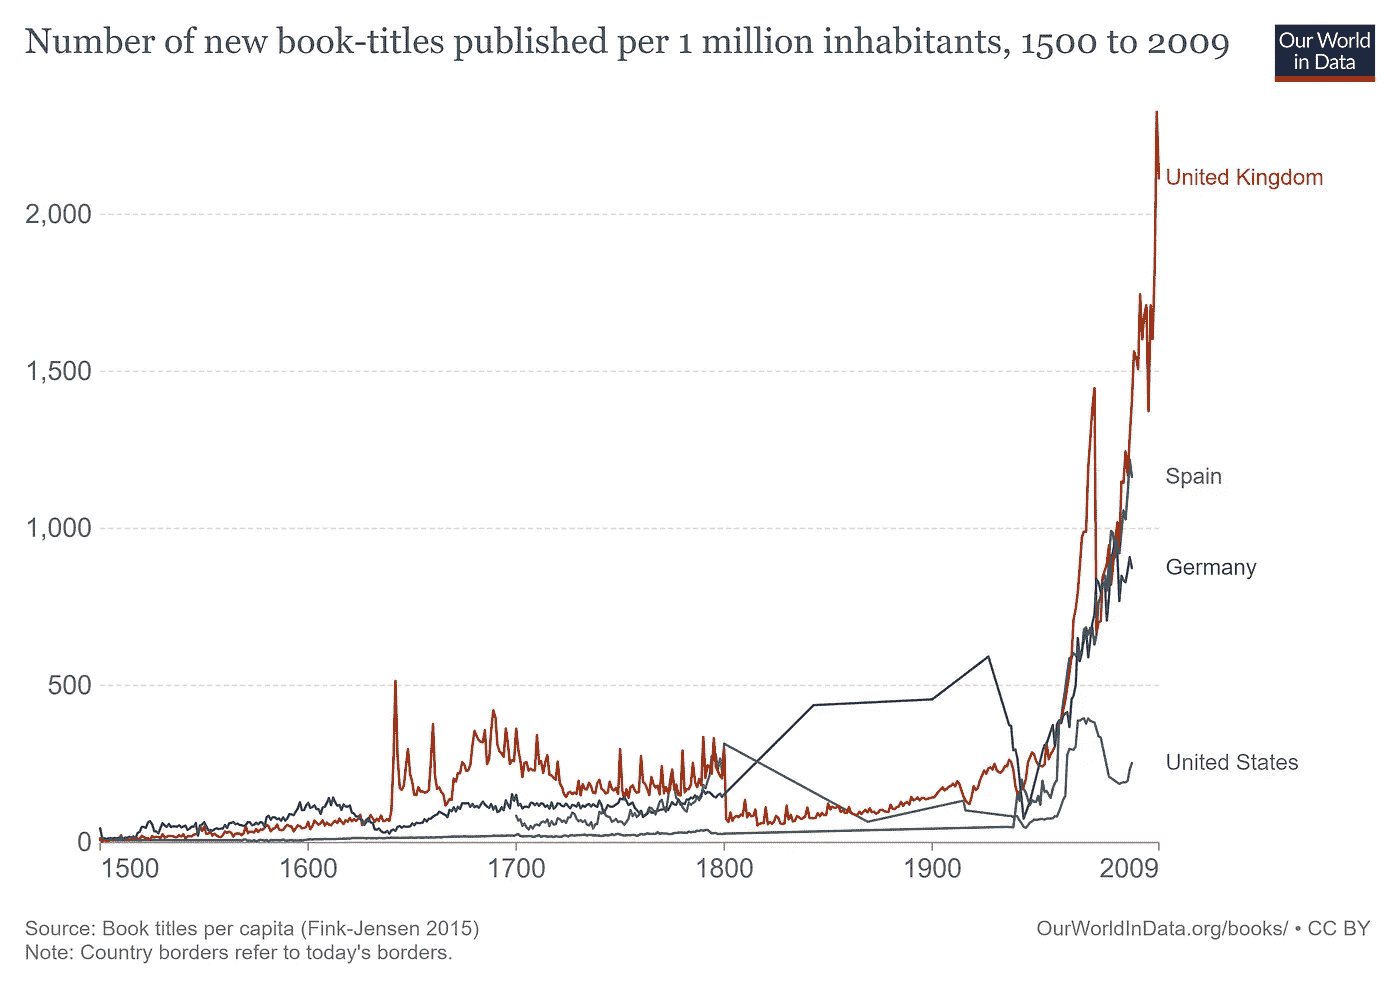 Number of new book-titles published per 1 million inhabitants, 1500 to 2009
Our World
in Data
United Kingdom
2,000
1,500
Spain
1,000
Germany
500
United States
0
1500 1600 1700 1800 1900 2009
Source: Book titles per capita (Fink-Jensen 2015)
OurWorldInData.org/books/ • CC BY
Note: Country borders refer to today's borders.